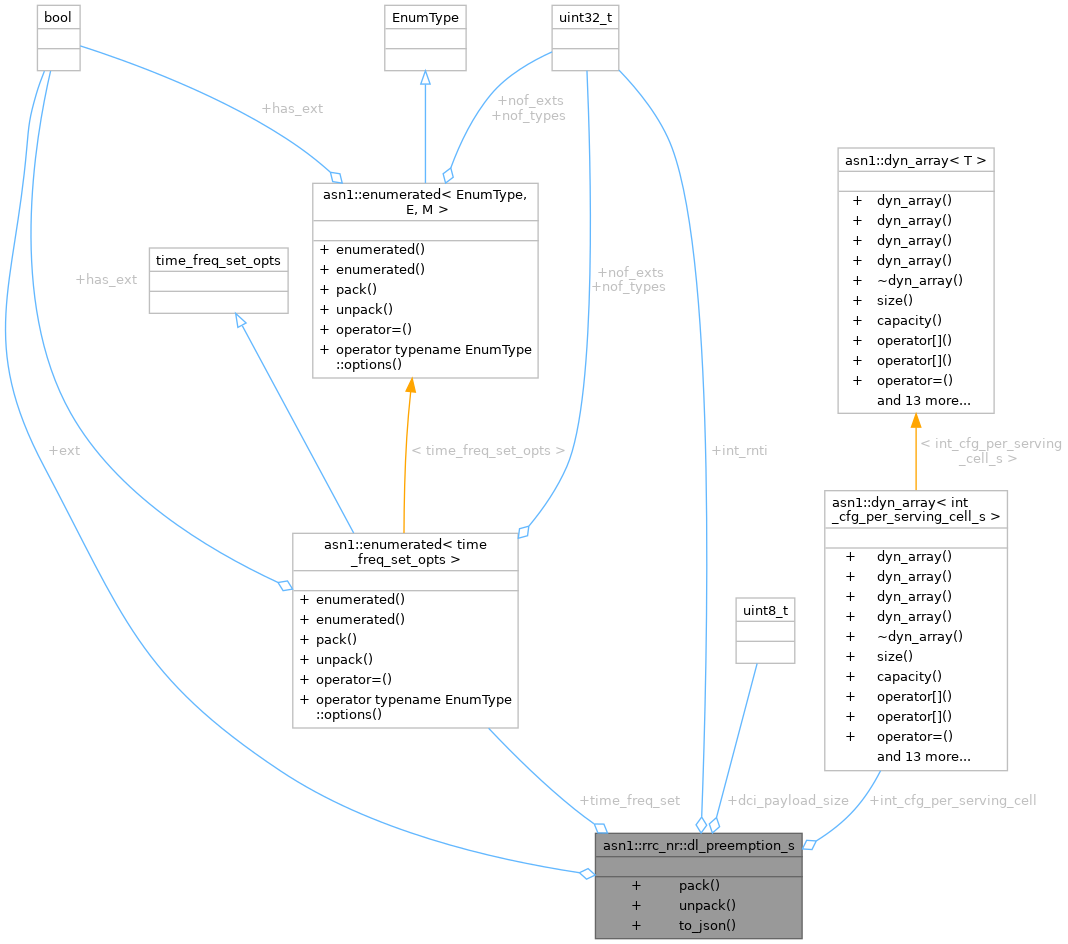 bool
EnumType
uint32_t
+has_ext
+nof_exts
+nof_types
asn1::dyn_array< T >
+ dyn_array()
+ dyn_array()
+ dyn_array()
+ dyn_array()
+ ~dyn_array()
+ size()
+ capacity()
+ operator[]()
+ operator[]()
+ operator=()
and 13 more...
asn1::enumerated< EnumType,
E, M >
+ enumerated()
+ enumerated()
+ pack()
+ unpack()
+ operator=()
+ operator typename EnumType
::options()
time_freq_set_opts
+has_ext
+nof_exts
+nof_types
+ext
< time_freq_set_opts >
+int_rnti
< int_cfg_per_serving
_cell_s >
asn1::dyn_array< int
_cfg_per_serving_cell_s >
+ dyn_array()
+ dyn_array()
+ dyn_array()
+ dyn_array()
+ ~dyn_array()
+ size()
+ capacity()
+ operator[]()
+ operator[]()
+ operator=()
and 13 more...
asn1::enumerated< time
_freq_set_opts >
+ enumerated()
+ enumerated()
+ pack()
+ unpack()
+ operator=()
+ operator typename EnumType
::options()
uint8_t
+time_freq_set
+dci_payload_size
+int_cfg_per_serving_cell
asn1::rrc_nr::dl_preemption_s
+ pack()
+ unpack()
+ to_json()